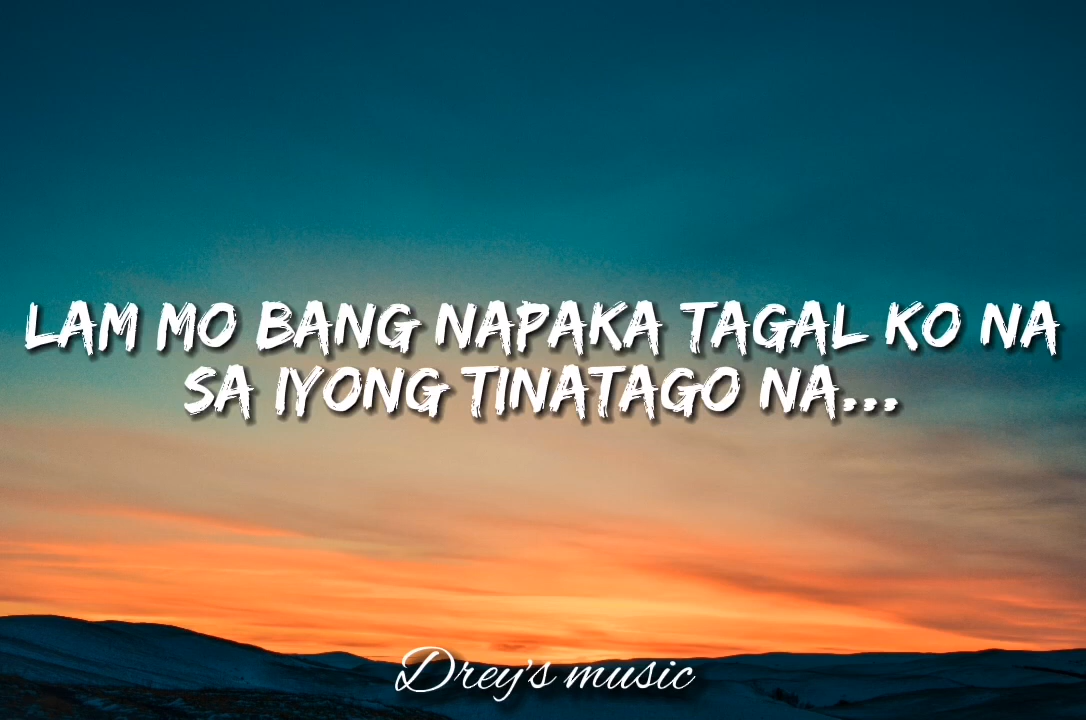 LAM MO BANG NAPAKA TAGAL KO NA
SA IYONG TINATAGO NA...
Drey's music